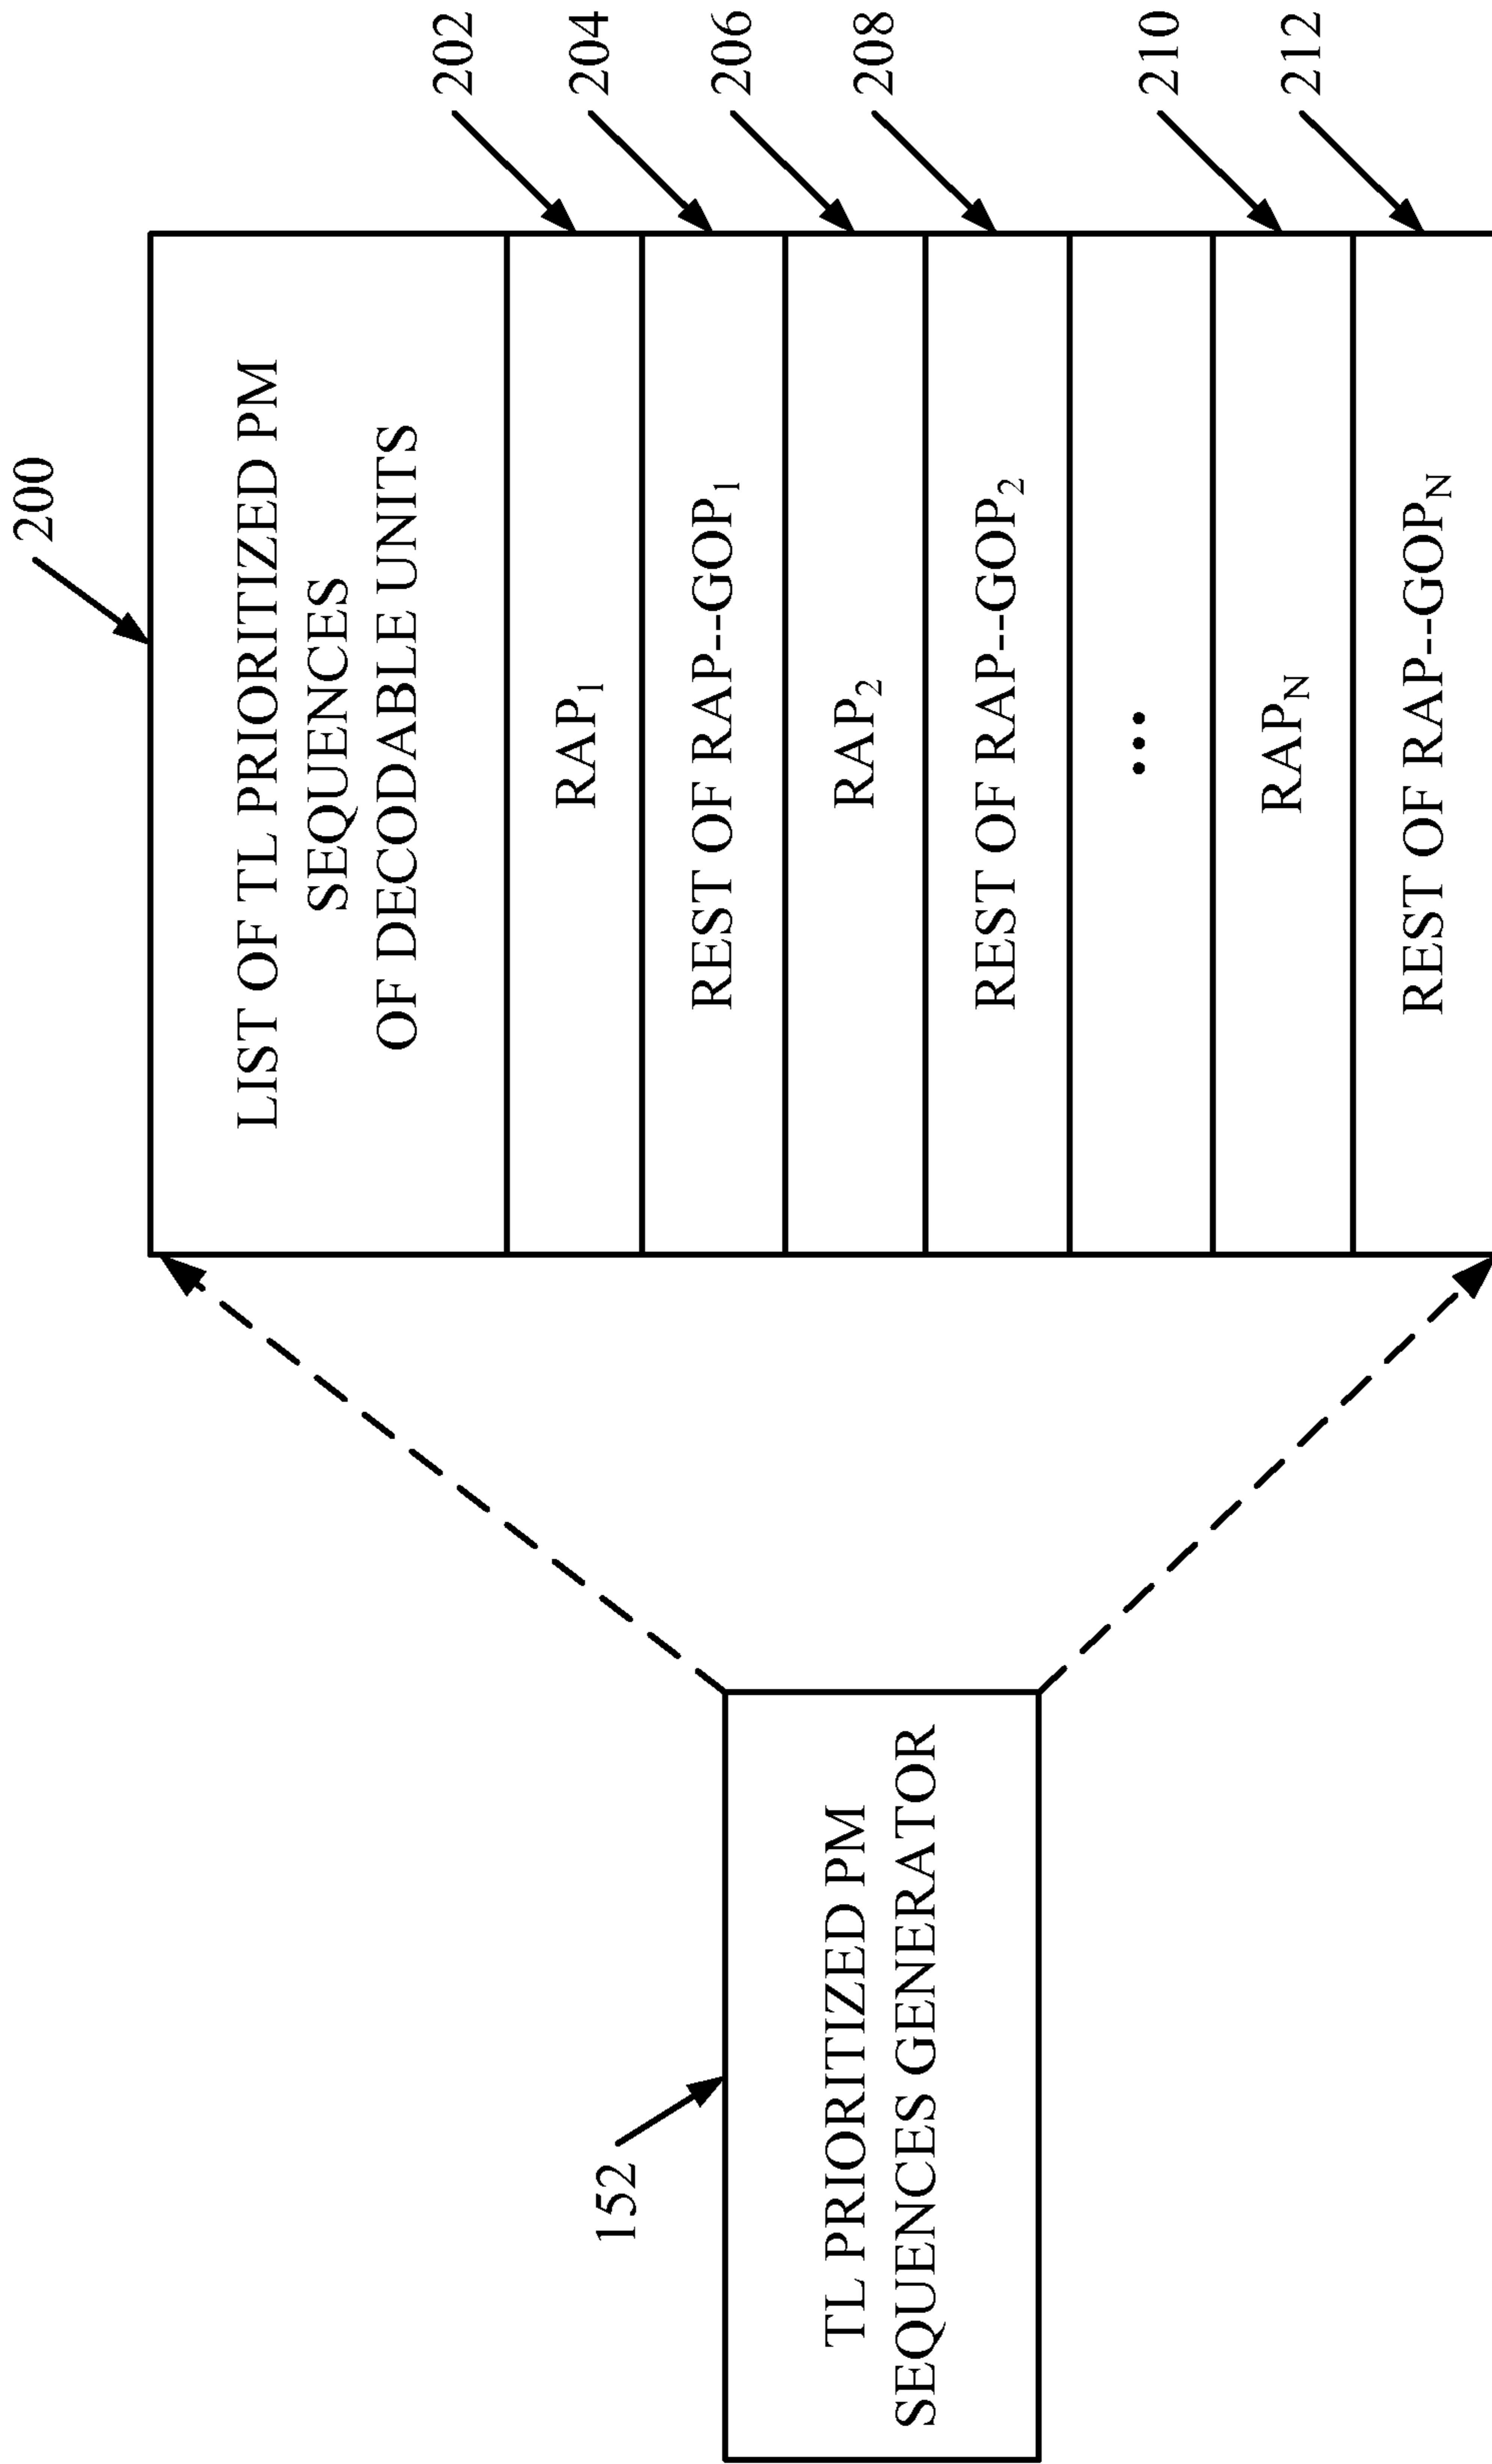 200
LIST OF TL PRIORITIZED PM
SEQUENCES
OF DECODABLE UNITS
202
RAP1
204
REST OF RAP--GOP1
206
RAP2
208
REST OF RAP--GOP2
...
210
RAPN
212
REST OF RAP--GOPN
152
TL PRIORITIZED PM
SEQUENCES GENERATOR